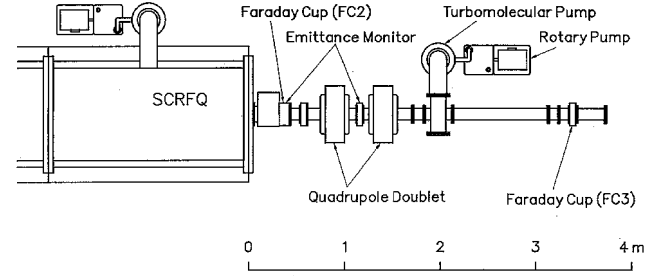 Faraday Cup (FC2)
Turbomolecular Pump
Emittance Monitor
Rotary Pump
SCRFQ
Quadrupole Doublet
Faraday Cup (FC3)
0 1 2 3 4 m